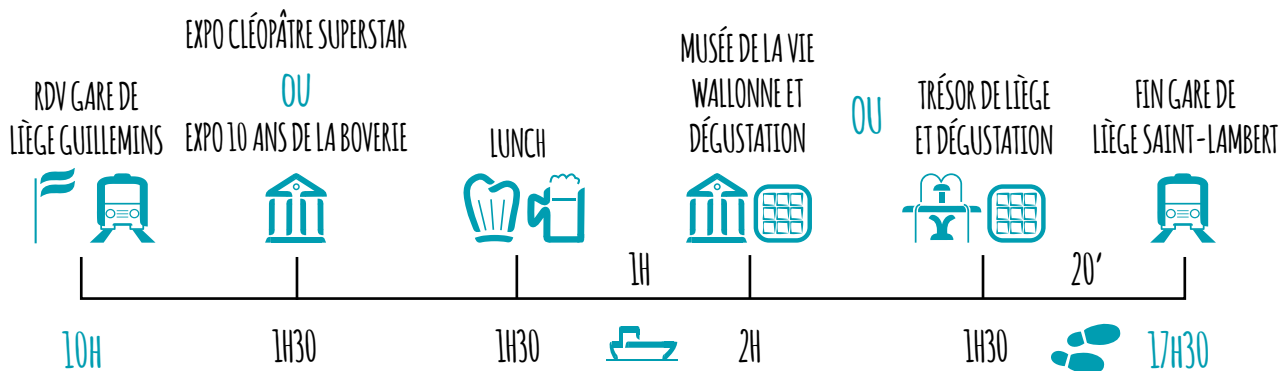 RDV GARE DE
LIÈGE GUILLEMINS
EXPO CLÉOPÂTRE SUPERSTAR
OU
EXPO 10 ANS DE LA BOVERIE
LUNCH
MUSÉE DE LA VIE
WALLONNE ET
DÉGUSTATION
OU
TRÉSOR DE LIÈGE
ET DÉGUSTATION
FIN GARE DE
LIÈGE SAINT-LAMBERT
1H
20'
10H
1H30
1H30
2H
1H30
17H30